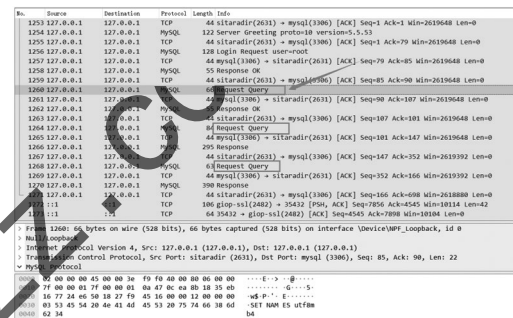 No. Source Destination Protocol Length Info
1253 127.0.0.1 127.0.0.1 TCP 44 sitaradir(2631) → mysql(3306) [ACK] Seq=1 Ack=1 Win=2619648 Len=0
1254 127.0.0.1 127.0.0.1 MySQL 122 Server Greeting proto=10 version=5.5.53
1255 127.0.0.1 127.0.0.1 TCP 44 sitaradir(2631) → mysql(3306) [ACK] Seq=1 Ack=79 Win=2619648 Len=0
1256 127.0.0.1 127.0.0.1 MySQL 128 Login Request user=root
1257 127.0.0.1 127.0.0.1 TCP 44 mysql(3306) → sitaradir(2631) [ACK] Seq=79 Ack=85 Win=2619648 Len=0
1258 127.0.0.1 127.0.0.1 MySQL 55 Response OK
1259 127.0.0.1 127.0.0.1 TCP 44 sitaradir(2631) → mysql(3306) [ACK] Seq=85 Ack=90 Win=2619648 Len=0
1260 127.0.0.1 127.0.0.1 MySQL 66 Request Query
1261 127.0.0.1 127.0.0.1 TCP 44 mysql(3306) → sitaradir(2631) [ACK] Seq=90 Ack=107 Win=2619648 Len=0
1262 127.0.0.1 127.0.0.1 MySQL 55 Response OK
1263 127.0.0.1 127.0.0.1 TCP 44 sitaradir(2631) → mysql(3306) [ACK] Seq=107 Ack=101 Win=2619648 Len=0
1264 127.0.0.1 127.0.0.1 MySQL 84 Request Query
1265 127.0.0.1 127.0.0.1 TCP 44 mysql(3306) → sitaradir(2631) [ACK] Seq=101 Ack=147 Win=2619648 Len=0
1266 127.0.0.1 127.0.0.1 MySQL 295 Response
1267 127.0.0.1 127.0.0.1 TCP 44 sitaradir(2631) → mysql(3306) [ACK] Seq=147 Ack=352 Win=2619392 Len=0
1268 127.0.0.1 127.0.0.1 MySQL 63 Request Query
1269 127.0.0.1 127.0.0.1 TCP 44 mysql(3306) → sitaradir(2631) [ACK] Seq=352 Ack=166 Win=2619392 Len=0
1270 127.0.0.1 127.0.0.1 MySQL 390 Response
1271 127.0.0.1 127.0.0.1 TCP 44 sitaradir(2631) → mysql(3306) [ACK] Seq=166 Ack=698 Win=2618880 Len=0
1272 ::1 ::1 TCP 106 giop-ssl(2482) → 35432 [PSH, ACK] Seq=7856 Ack=4545 Win=10114 Len=42
1273 ::1 ::1 TCP 64 35432 → giop-ssl(2482) [ACK] Seq=4545 Ack=7898 Win=10104 Len=0
> Frame 1260: 66 bytes on wire (528 bits), 66 bytes captured (528 bits) on interface \Device\NPF_Loopback, id 0
> Null/Loopback
> Internet Protocol Version 4, Src: 127.0.0.1, Dst: 127.0.0.1
> Transmission Control Protocol, Src Port: sitaradir (2631), Dst Port: mysql (3306), Seq: 85, Ack: 90, Len: 22
MySQL Protocol
0000 02 00 00 00 45 00 00 3e f9 f0 40 00 80 06 00 00 ····E··> ··@·····
0010 7f 00 00 01 7f 00 00 01 0a 47 0c ea 8b 18 35 eb ········ ·G····5·
0020 16 77 24 e6 50 18 27 f9 45 16 00 00 12 00 00 00 ·w$·P·'· E·······
0030 03 53 45 54 20 4e 41 4d 45 53 20 75 74 66 38 6d ·SET NAM ES utf8m
0040 62 34 b4